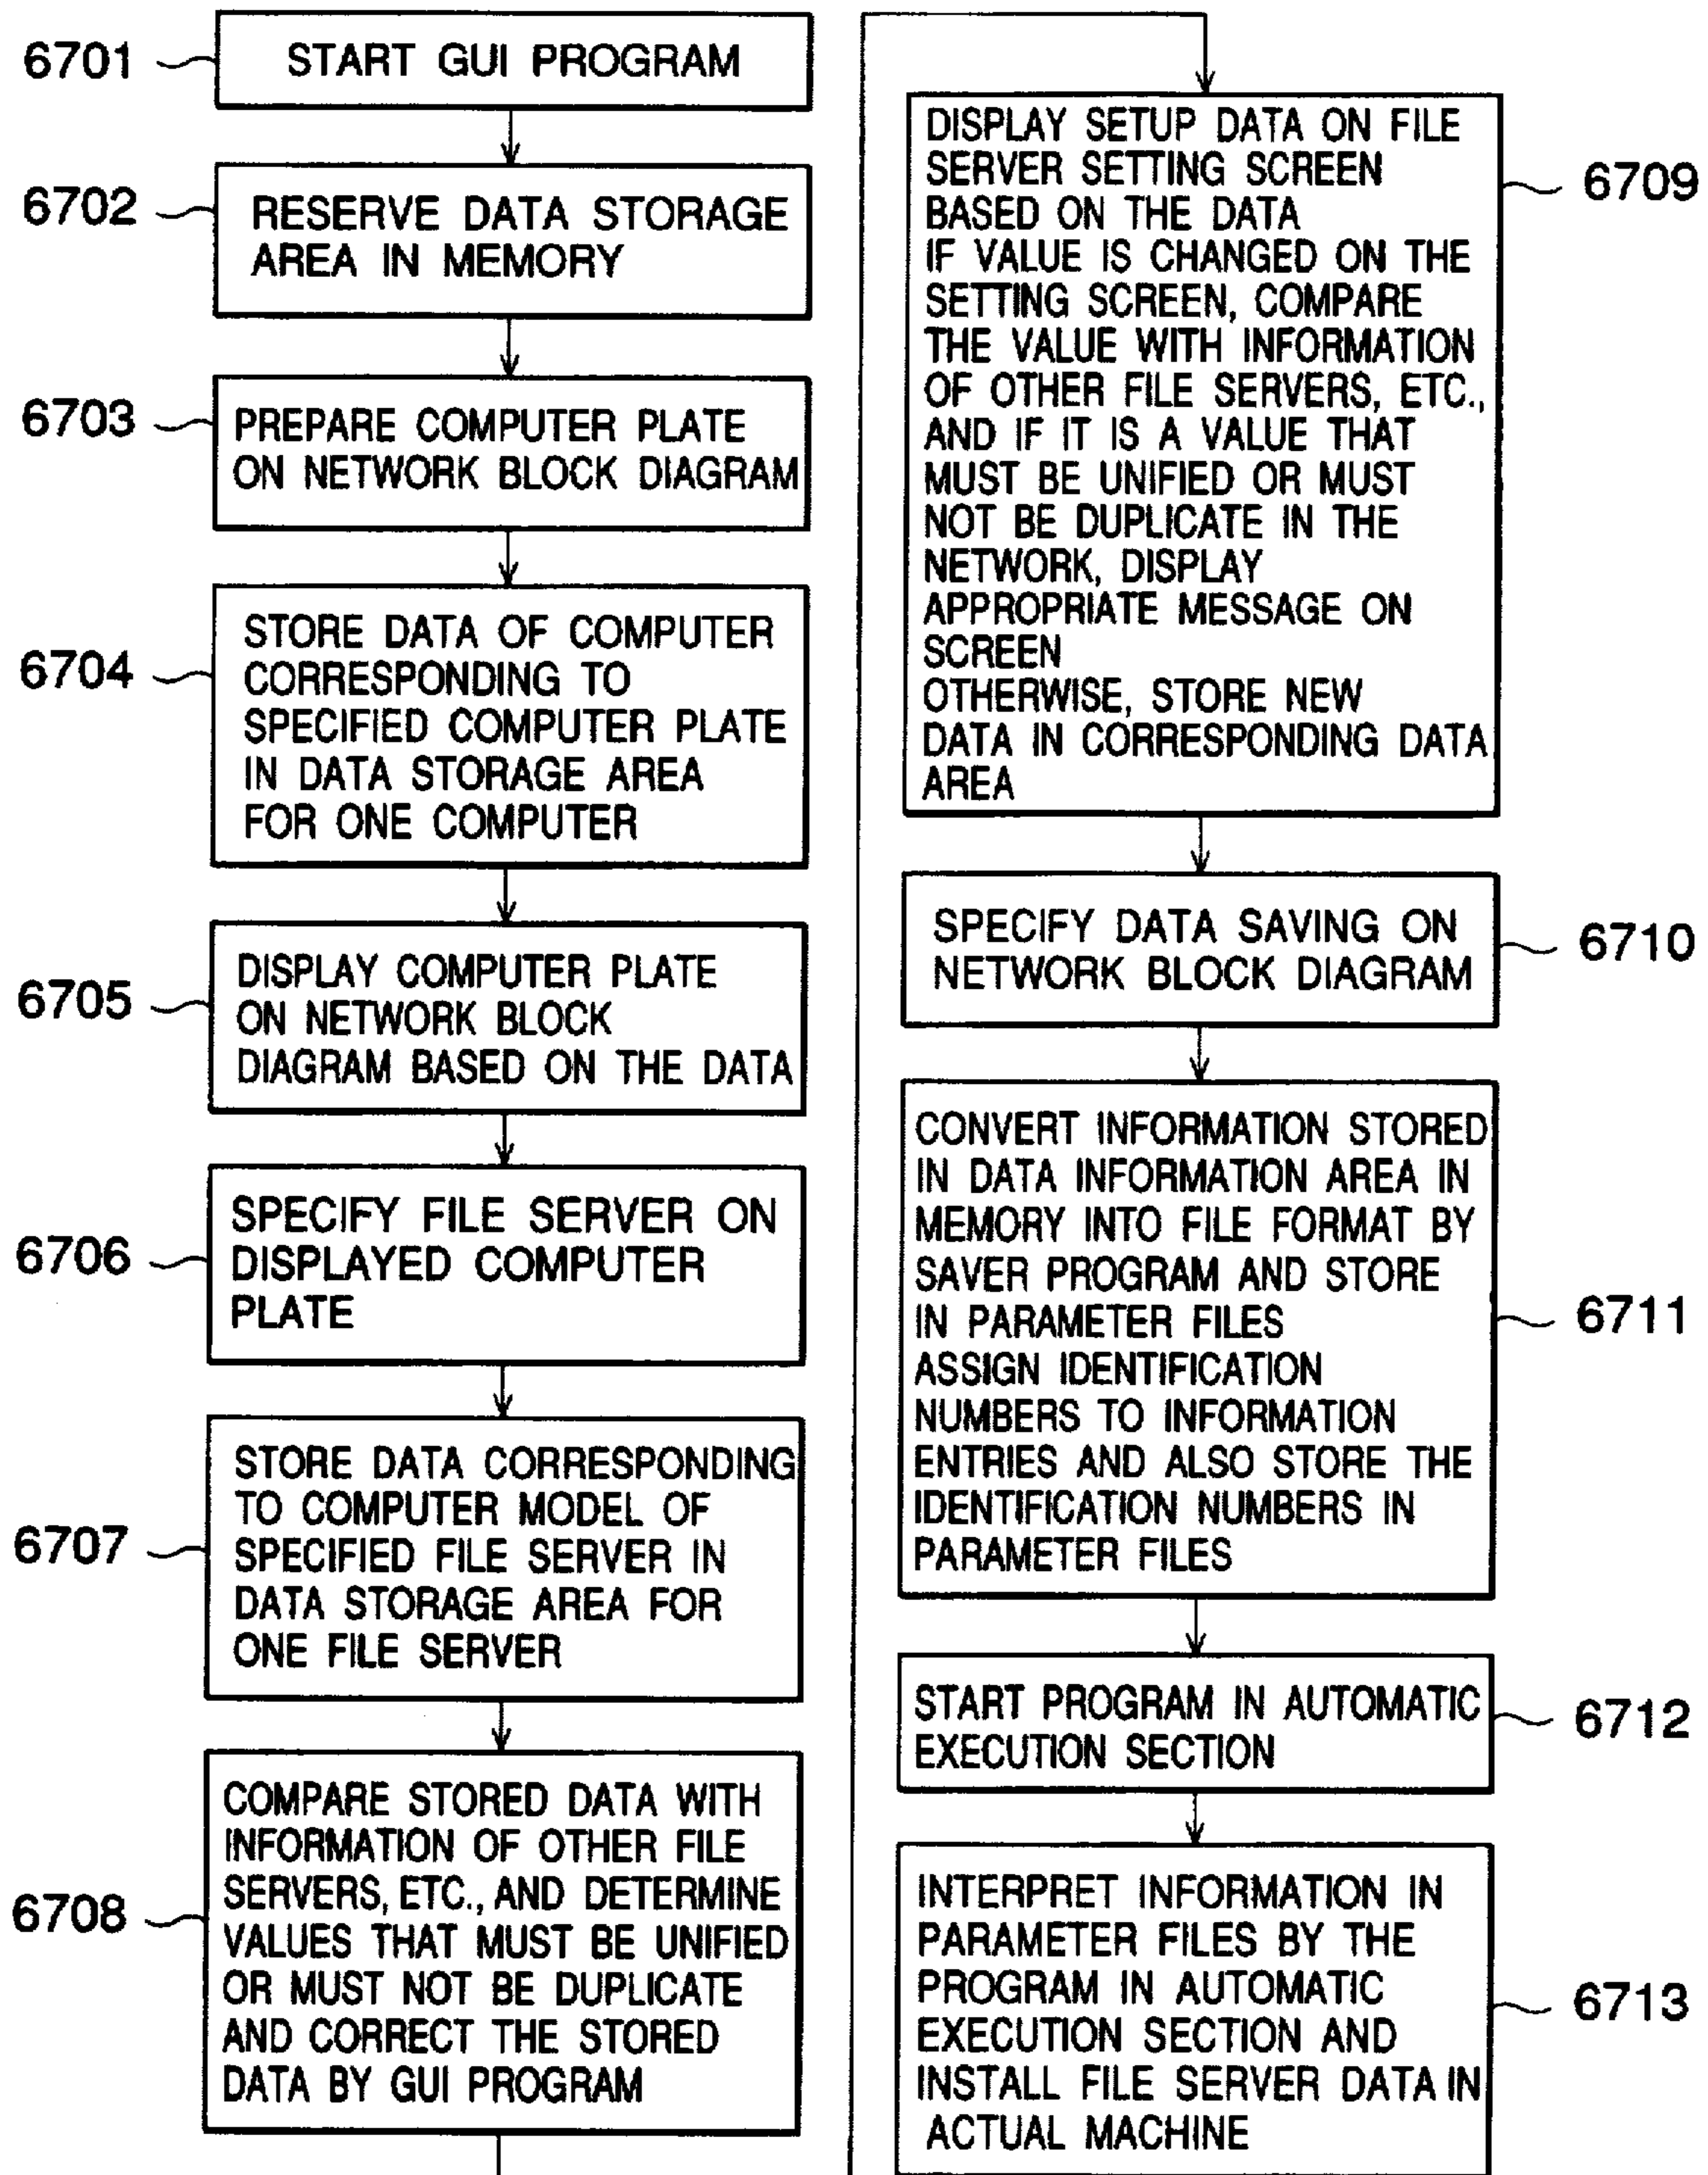 6701
START GUI PROGRAM
6702
RESERVE DATA STORAGE
AREA IN MEMORY
6703
PREPARE COMPUTER PLATE
ON NETWORK BLOCK DIAGRAM
6704
STORE DATA OF COMPUTER
CORRESPONDING TO
SPECIFIED COMPUTER PLATE
IN DATA STORAGE AREA
FOR ONE COMPUTER
6705
DISPLAY COMPUTER PLATE
ON NETWORK BLOCK
DIAGRAM BASED ON THE DATA
6706
SPECIFY FILE SERVER ON
DISPLAYED COMPUTER
PLATE
6707
STORE DATA CORRESPONDING
TO COMPUTER MODEL OF
SPECIFIED FILE SERVER IN
DATA STORAGE AREA FOR
ONE FILE SERVER
6708
COMPARE STORED DATA WITH
INFORMATION OF OTHER FILE
SERVERS, ETC., AND DETERMINE
VALUES THAT MUST BE UNIFIED
OR MUST NOT BE DUPLICATE
AND CORRECT THE STORED
DATA BY GUI PROGRAM
DISPLAY SETUP DATA ON FILE
SERVER SETTING SCREEN
BASED ON THE DATA
IF VALUE IS CHANGED ON THE
SETTING SCREEN, COMPARE
THE VALUE WITH INFORMATION
OF OTHER FILE SERVERS, ETC.,
AND IF IT IS A VALUE THAT
MUST BE UNIFIED OR MUST
NOT BE DUPLICATE IN THE
NETWORK, DISPLAY
APPROPRIATE MESSAGE ON
SCREEN
OTHERWISE, STORE NEW
DATA IN CORRESPONDING DATA
AREA
6709
SPECIFY DATA SAVING ON
NETWORK BLOCK DIAGRAM
6710
CONVERT INFORMATION STORED
IN DATA INFORMATION AREA IN
MEMORY INTO FILE FORMAT BY
SAVER PROGRAM AND STORE
IN PARAMETER FILES
ASSIGN IDENTIFICATION
NUMBERS TO INFORMATION
ENTRIES AND ALSO STORE THE
IDENTIFICATION NUMBERS IN
PARAMETER FILES
6711
START PROGRAM IN AUTOMATIC
EXECUTION SECTION
6712
INTERPRET INFORMATION IN
PARAMETER FILES BY THE
PROGRAM IN AUTOMATIC
EXECUTION SECTION AND
INSTALL FILE SERVER DATA IN
ACTUAL MACHINE
6713